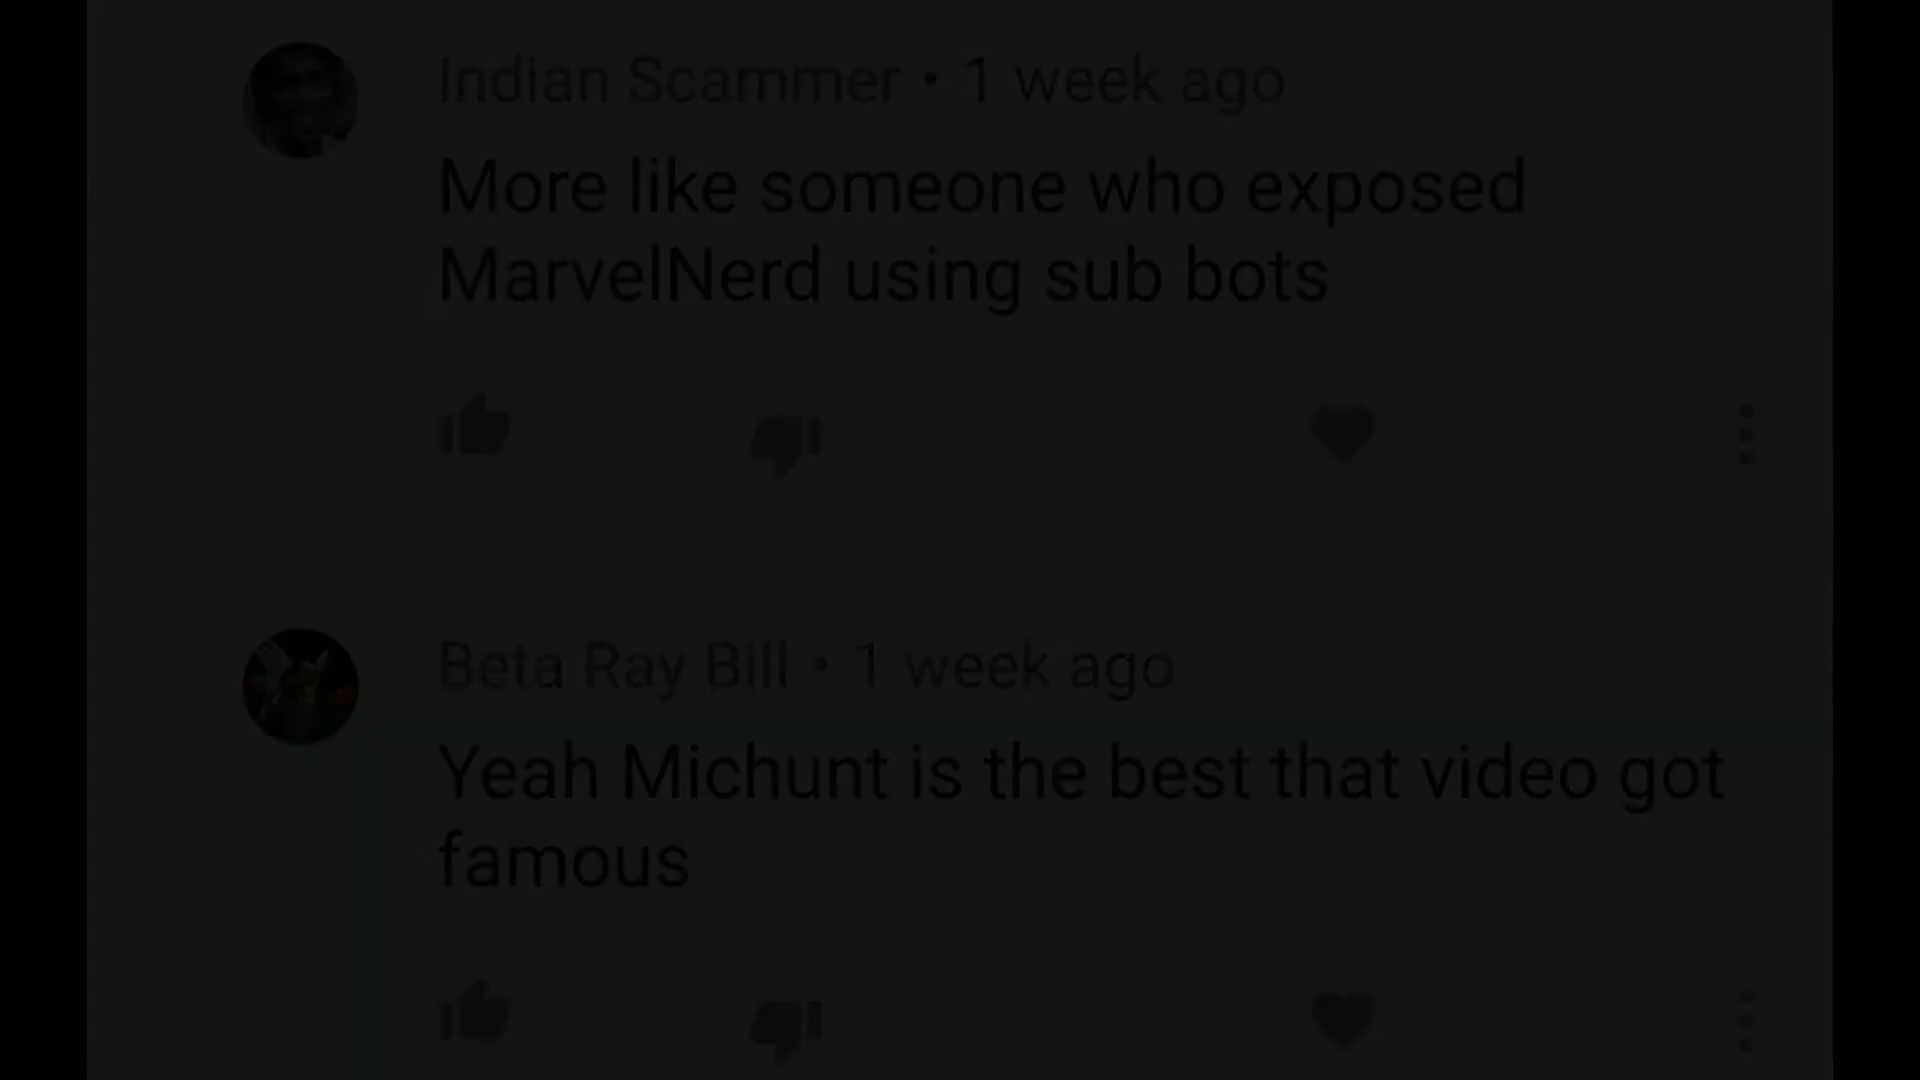 Indian Scammer • 1 week ago
More like someone who exposed
MarvelNerd using sub bots
Beta Ray Bill • 1 week ago
Yeah Michunt is the best that video got
famous